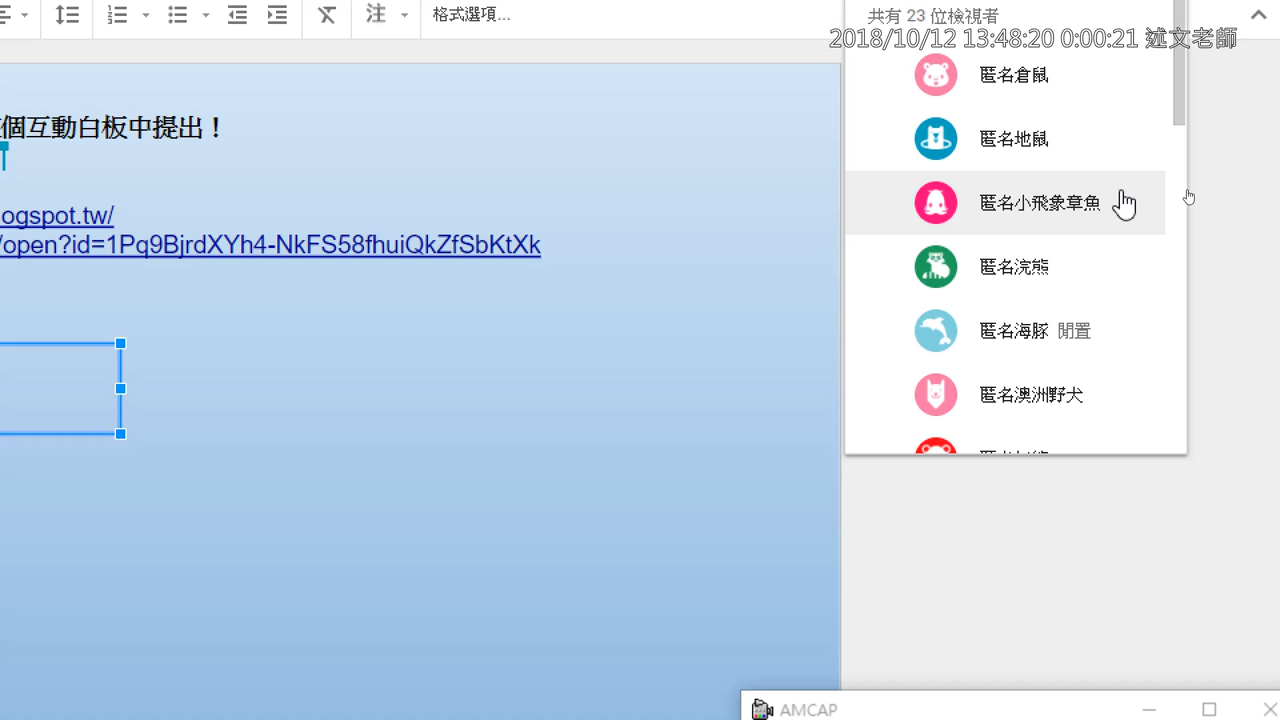 格式選項...
共有 23 位檢視者
2018/10/12 13:48:20 0:00:21 述文老師
匿名倉鼠
個互動白板中提出！
匿名地鼠
匿名小飛象章魚
ogspot.tw/
/open?id=1Pq9BjrdXYh4-NkFS58fhuiQkZfSbKtXk
匿名浣熊
匿名海豚 閒置
匿名澳洲野犬
AMCAP